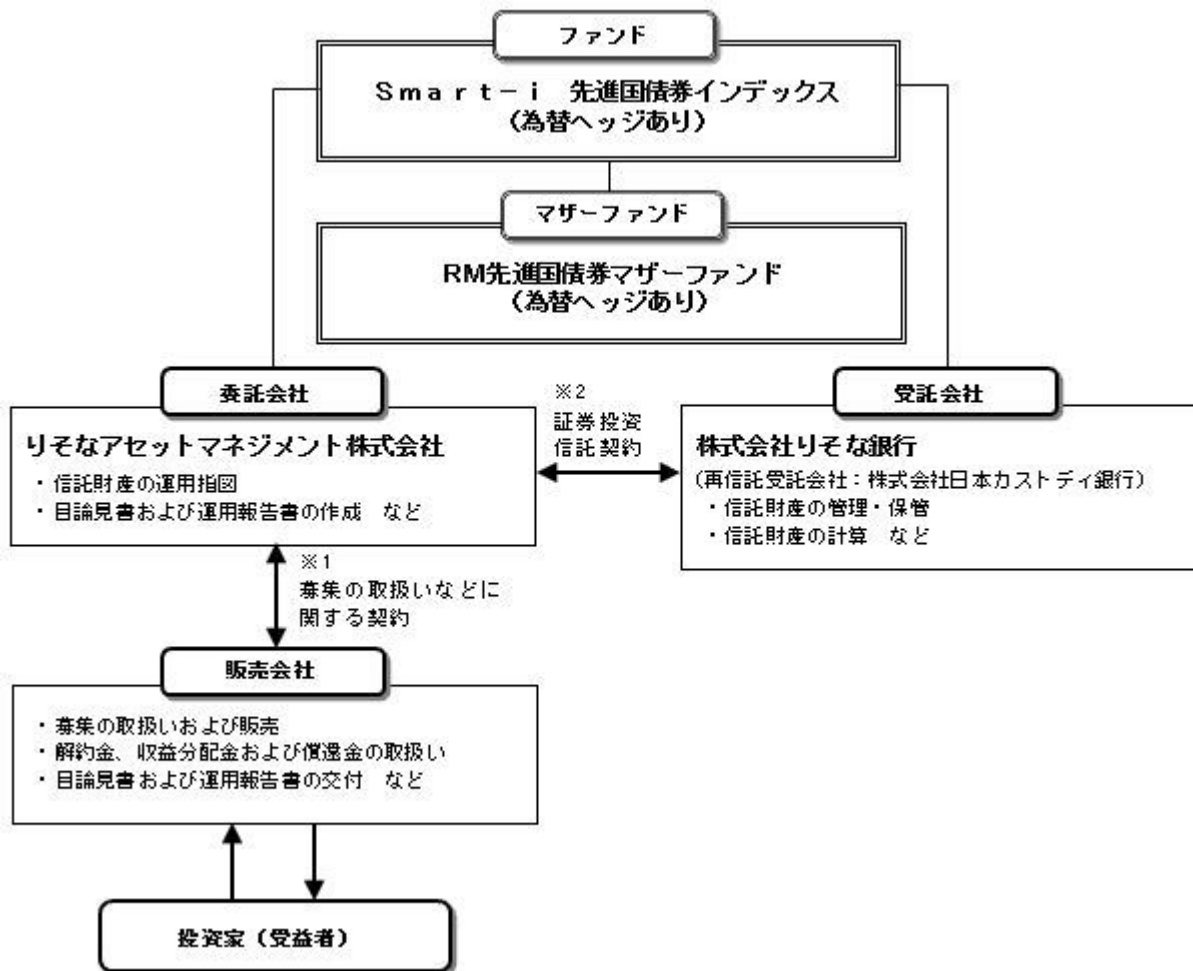 ファンド
Smart-i 先進国債券インデックス
(為替ヘッジあり)
マザーファンド
RM先進国債券マザーファンド
(為替ヘッジあり)
委託会社
りそなアセットマネジメント株式会社
・信託財産の運用指図
・目論見書および運用報告書の作成 など
※2
証券投資
信託契約
受託会社
株式会社りそな銀行
(再信託受託会社:株式会社日本カストディ銀行)
・信託財産の管理・保管
・信託財産の計算 など
※1
募集の取扱いなどに
関する契約
販売会社
・募集の取扱いおよび販売
・解約金、収益分配金および償還金の取扱い
・目論見書および運用報告書の交付 など
投資家(受益者)